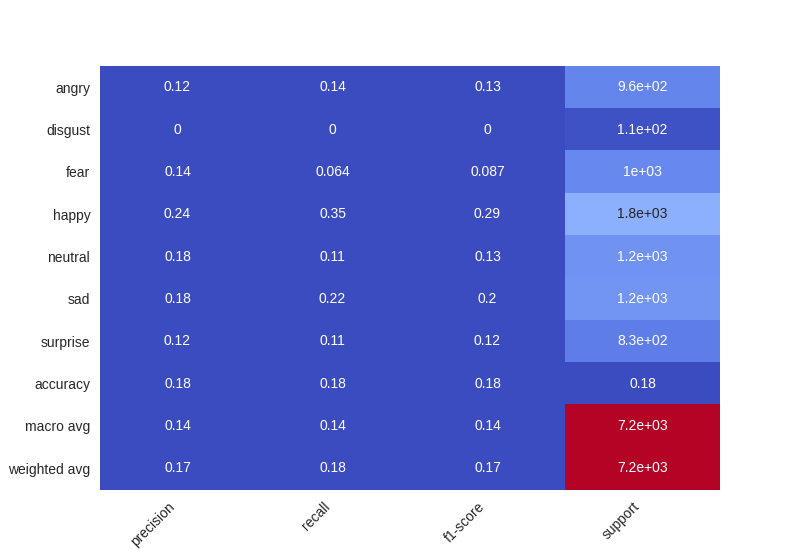 angry 0.12 0.14 0.13 9.6e+02
disgust 0 0 0 1.1e+02
fear 0.14 0.064 0.087 1e+03
happy 0.24 0.35 0.29 1.8e+03
neutral 0.18 0.11 0.13 1.2e+03
sad 0.18 0.22 0.2 1.2e+03
surprise 0.12 0.11 0.12 8.3e+02
accuracy 0.18 0.18 0.18 0.18
macro avg 0.14 0.14 0.14 7.2e+03
weighted avg 0.17 0.18 0.17 7.2e+03
precision recall f1-score support